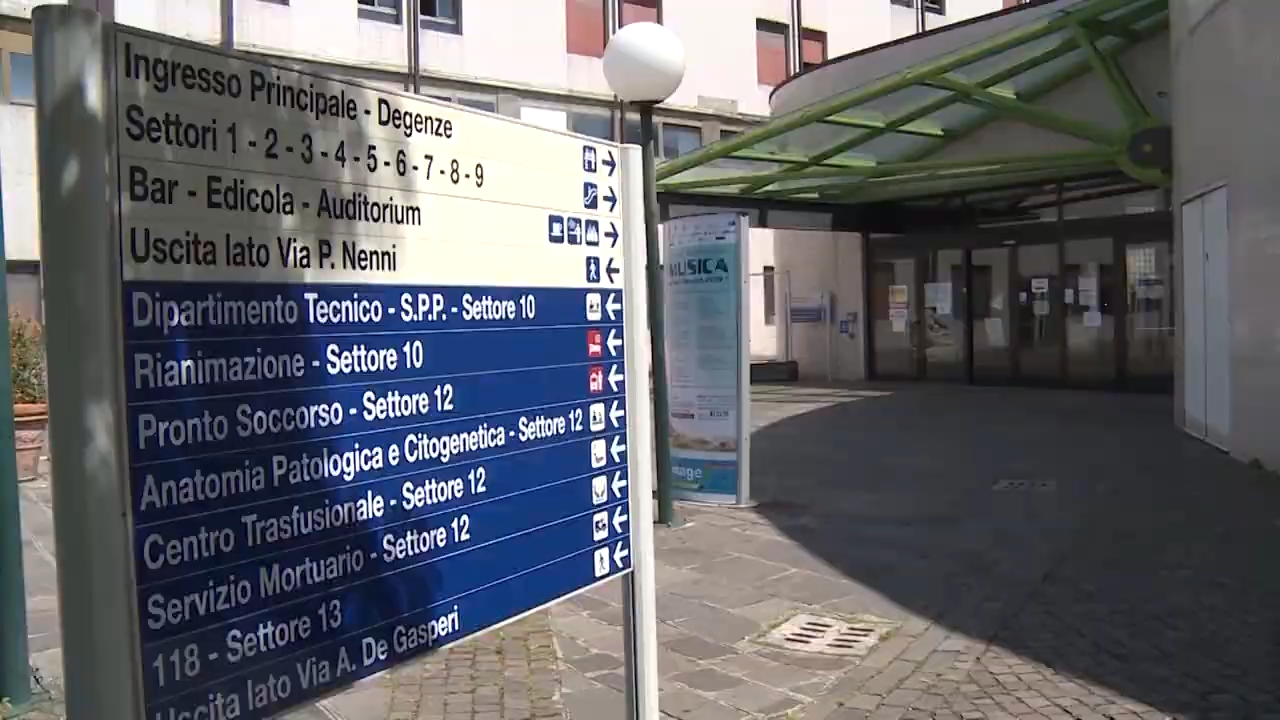 Ingresso Principale - Degenze
Settori 1 - 2 - 3 - 4 - 5 - 6 - 7 - 8 - 9
Bar - Edicola - Auditorium
Uscita lato Via P. Nenni
Dipartimento Tecnico - S.P.P. - Settore 10
Rianimazione - Settore 10
Pronto Soccorso - Settore 12
Anatomia Patologica e Citogenetica - Settore 12
Centro Trasfusionale - Settore 12
Servizio Mortuario - Settore 12
118 - Settore 13
Uscita lato Via A. De Gasperi
MUSICA